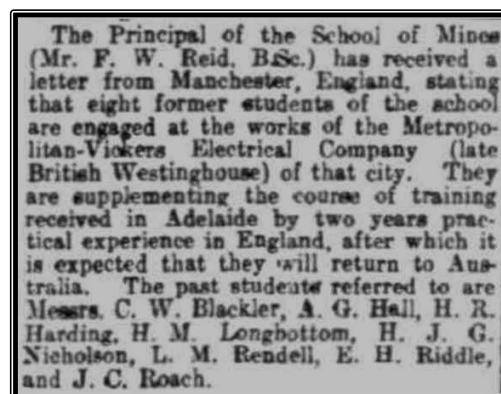 The Principal of the School of Mines
(Mr. F. W. Reid, B.Sc.) has received a
letter from Manchester, England, stating
that eight former students of the school
are engaged at the works of the Metropo-
litan-Vickers Electrical Company (late
British Westinghouse) of that city. They
are supplementing the course of training
received in Adelaide by two years prac-
tical experience in England, after which it
is expected that they will return to Aus-
tralia. The past students referred to are
Messrs. C. W. Blackler, A. G. Hall, H. R.
Harding, H. M. Longbottom, H. J. G.
Nicholson, L. M. Rendell, E. H. Riddle,
and J. C. Roach.